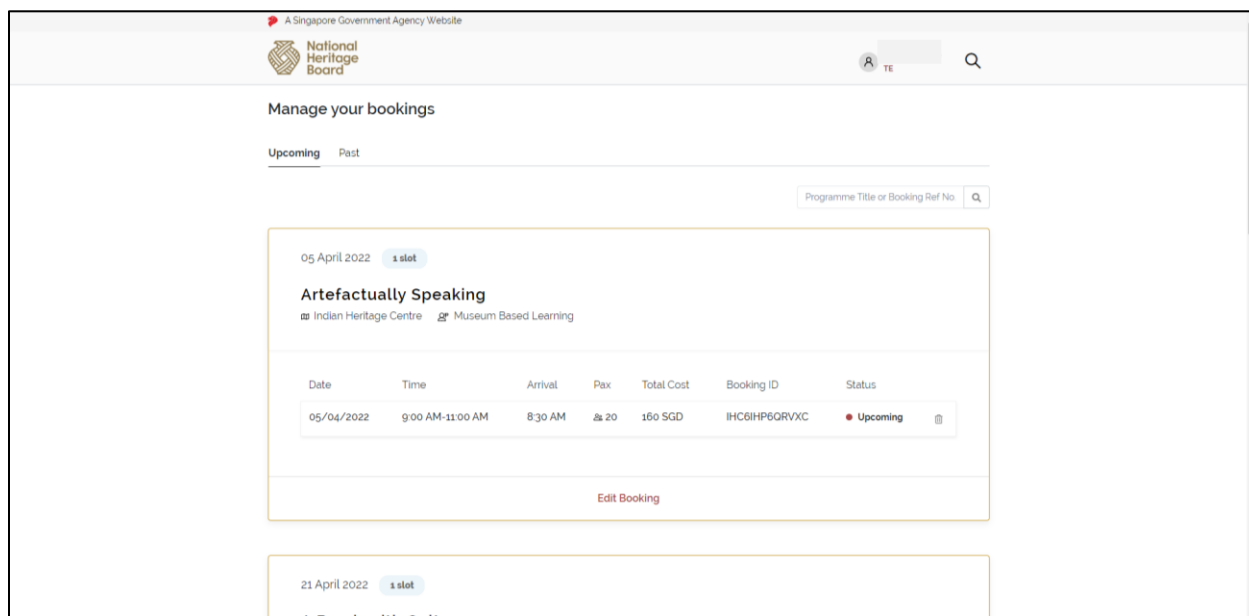 A Singapore Government Agency Website
National
Heritage
Board
TE
Manage your bookings
Upcoming Past
Programme Title or Booking Ref No
05 April 2022 1 slot
Artefactually Speaking
Indian Heritage Centre Museum Based Learning
Date Time Arrival Pax Total Cost Booking ID Status
05/04/2022 9:00 AM-11:00 AM 8:30 AM 20 160 SGD IHC6IHP6QRVXC Upcoming
Edit Booking
21 April 2022 1 slot